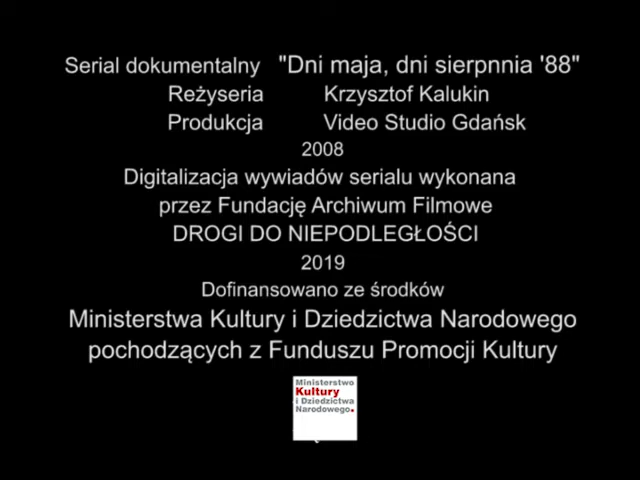 Serial dokumentalny "Dni maja, dni sierpnnia '88"
Reżyseria Krzysztof Kalukin
Produkcja Video Studio Gdańsk
2008
Digitalizacja wywiadów serialu wykonana
przez Fundację Archiwum Filmowe
DROGI DO NIEPODLEGŁOŚCI
2019
Dofinansowano ze środków
Ministerstwa Kultury i Dziedzictwa Narodowego
pochodzących z Funduszu Promocji Kultury
Ministerstwo
Kultury
i Dziedzictwa
Narodowego.